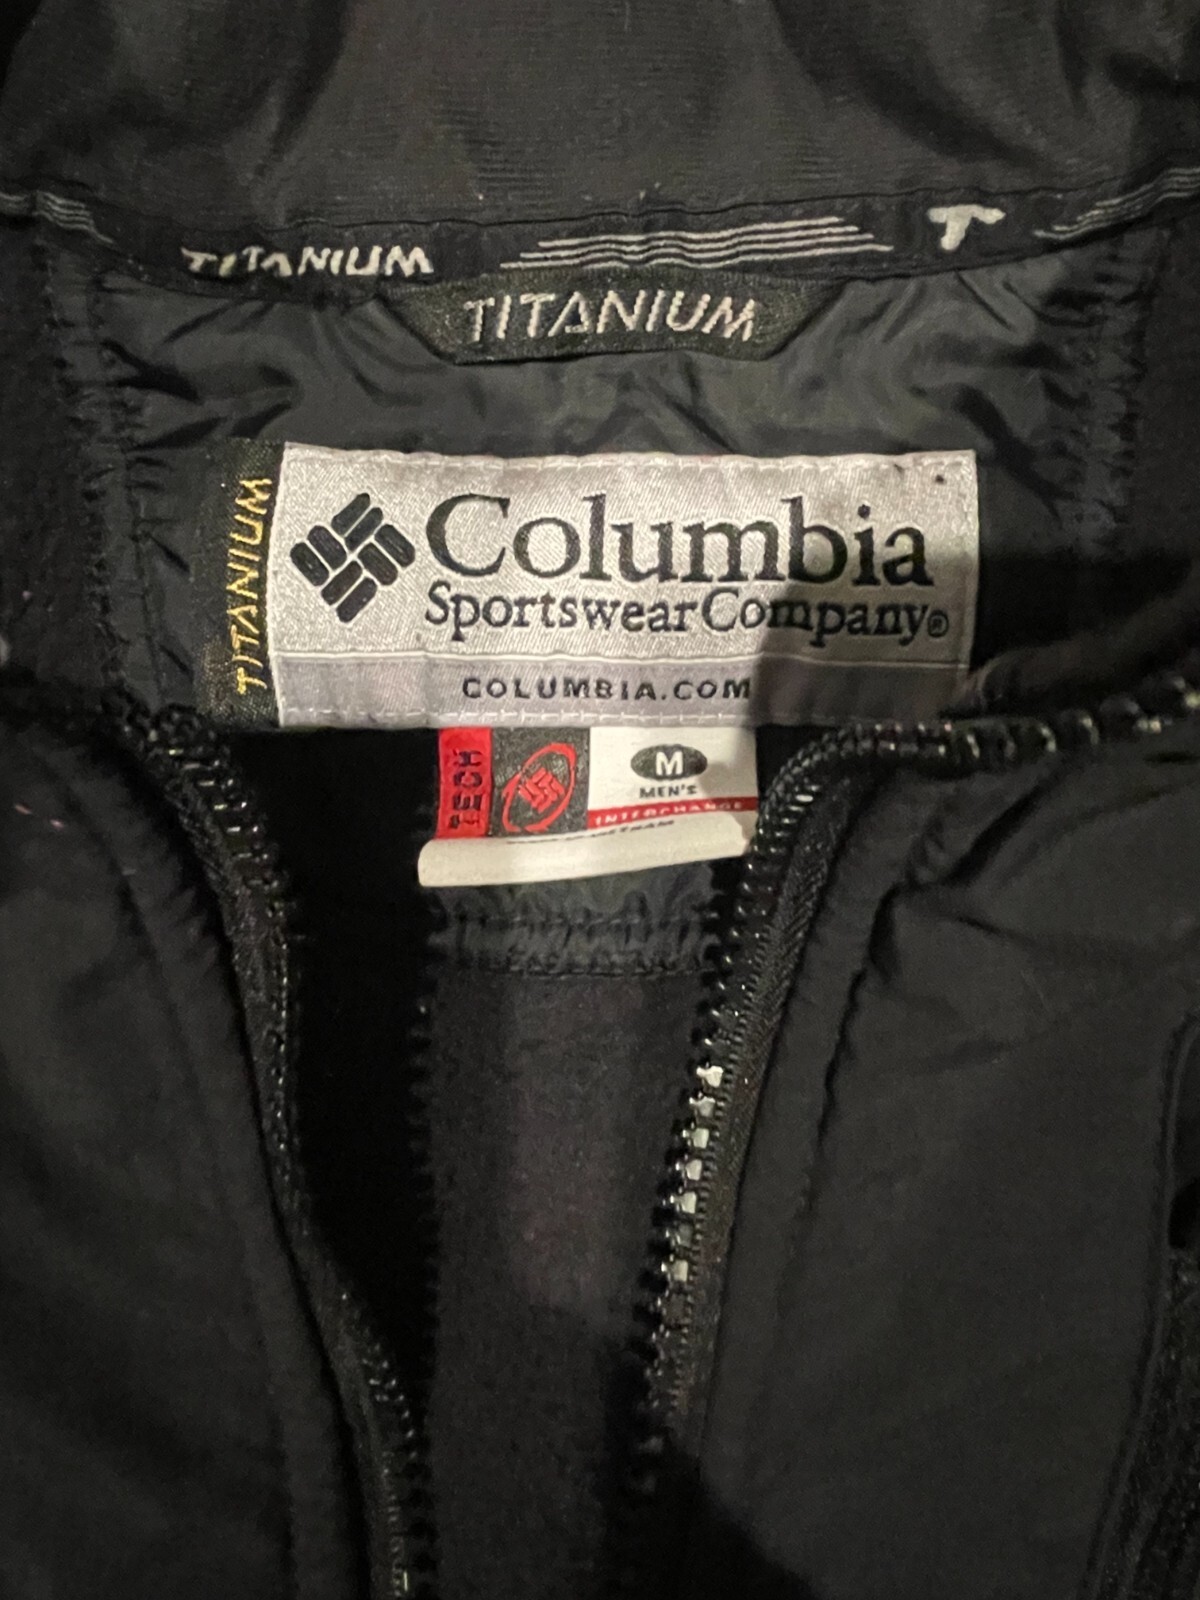 TITANIUM
TITANIUM
TITANIUM
Columbia
Sportswear Company®
COLUMBIA.COM
TECH
M
MEN'S
INTERCHANGE